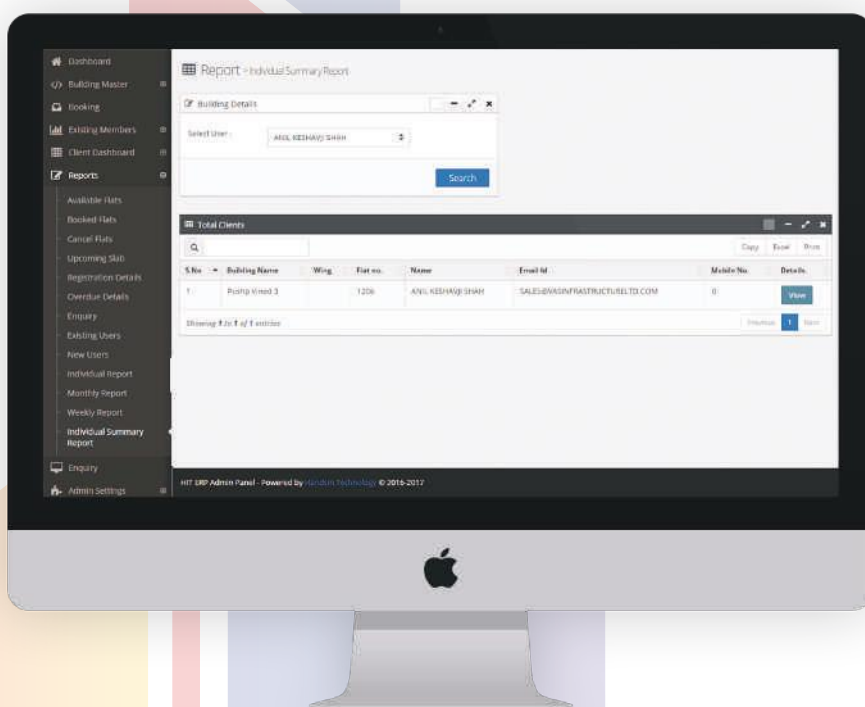 Dashboard
Building Master
Booking
Existing Members
Client Dashboard
Reports
Available Flats
Booked Flats
Cancel Flats
Upcoming Slab
Registration Details
Overdue Details
Enquiry
Existing Users
New Users
Individual Report
Monthly Report
Weekly Report
Individual Summary
Report
Enquiry
Admin Settings
Report - Individual Summary Report
Building Details
Select User :
ANIL KESHAVJI SHAH
Search
Total Clients
Copy Excel Print
S.No Building Name Wing Flat no. Name Email Id Mobile No. Details
1 Pushp Vinod 3 1206 ANIL KESHAVJI SHAH SALES@VASINFRASTRUCTURELTD.COM 0 View
Showing 1 to 1 of 1 entries
Previous 1 Next
HIT ERP Admin Panel - Powered by Technology © 2016-2017